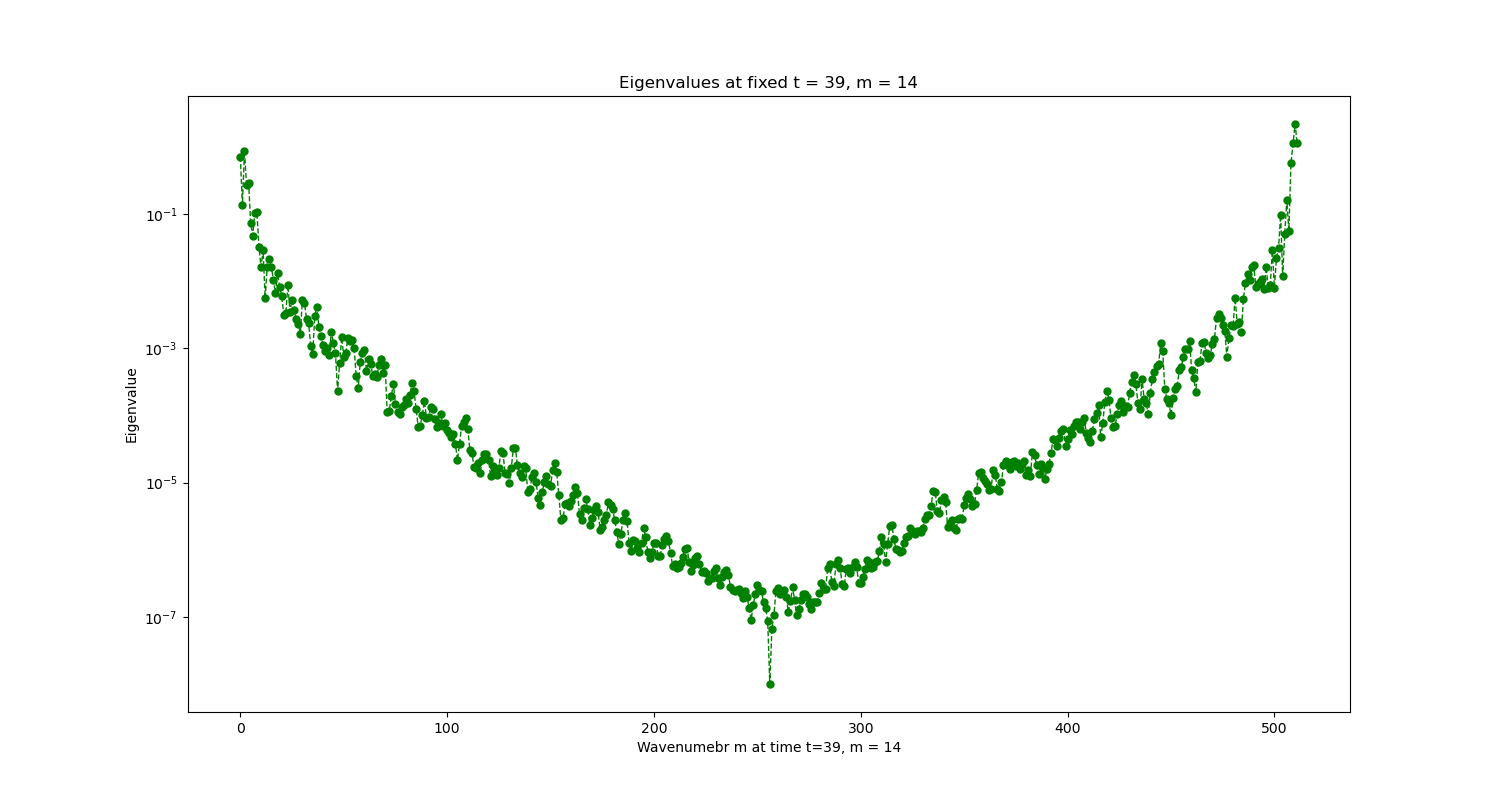 Eigenvalues at fixed t = 39, m = 14
Eigenvalue
10⁻¹
10⁻³
10⁻⁵
10⁻⁷
0 100 200 300 400 500
Wavenumebr m at time t=39, m = 14